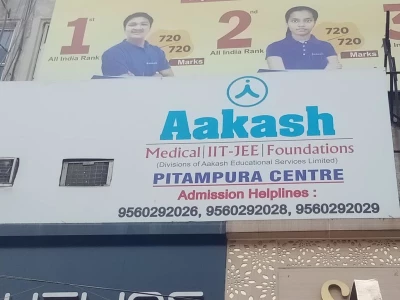 1st
All India Rank
720
720
Marks
2nd
All India Rank
720
720
Marks
Aakash
Medical|IIT-JEE|Foundations
(Divisions of Aakash Educational Services Limited)
PITAMPURA CENTRE
Admission Helplines :
9560292026, 9560292028, 9560292029